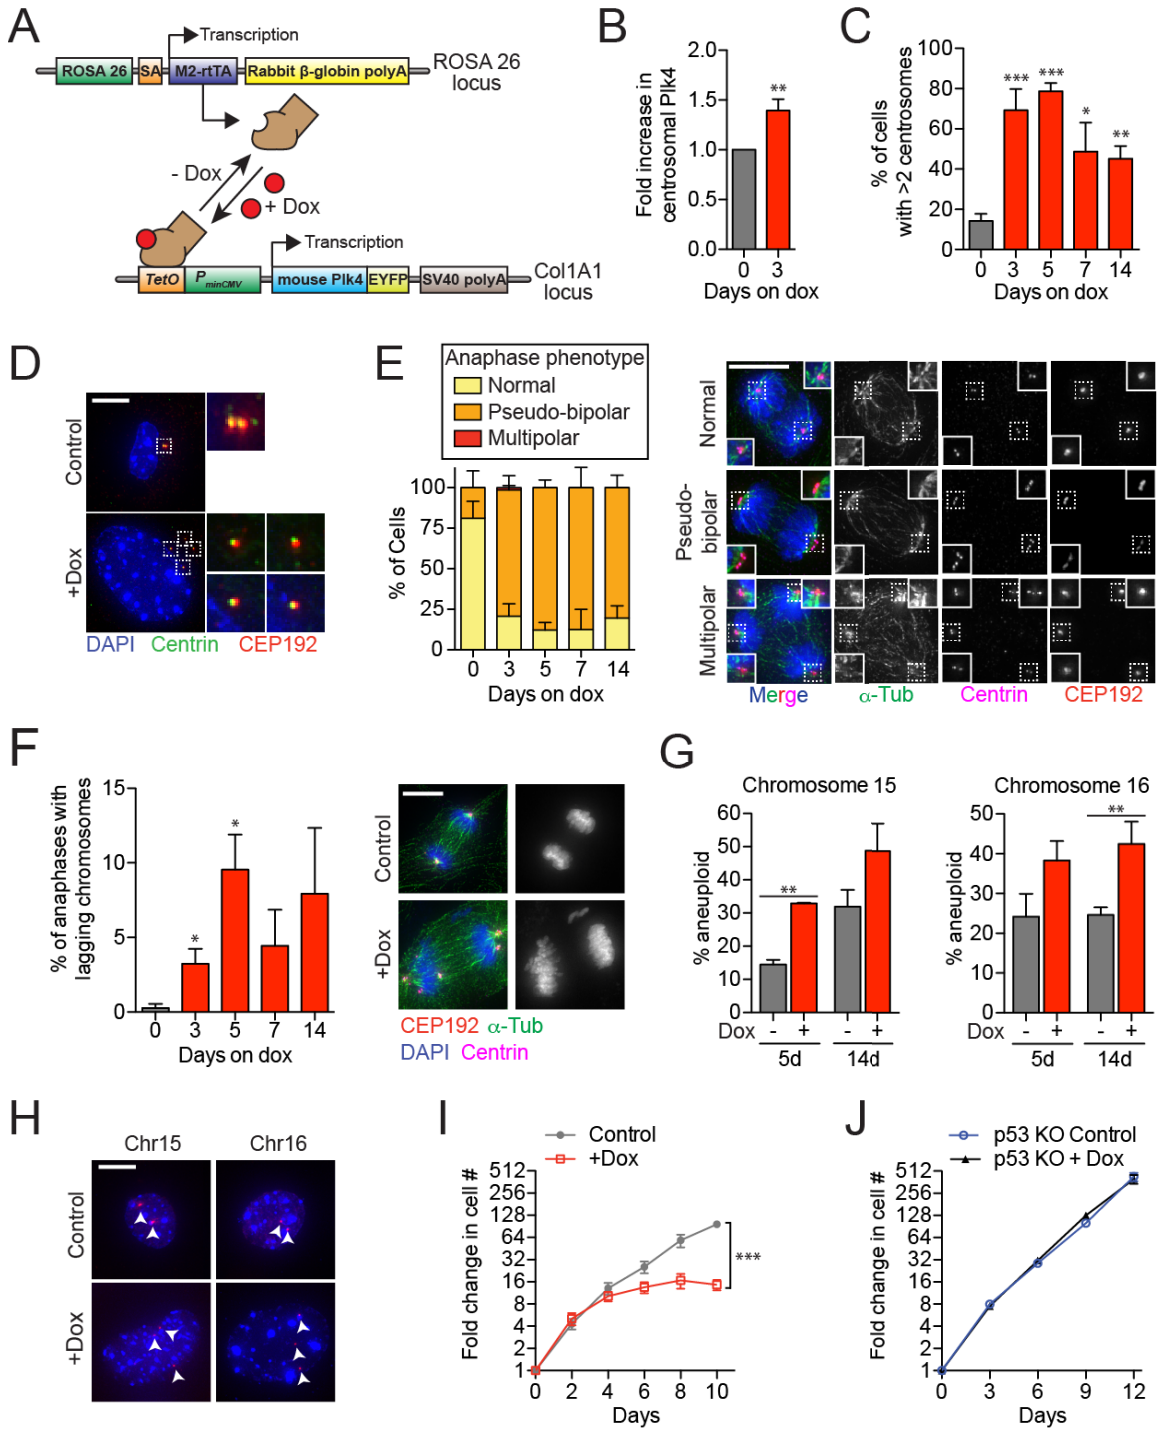 A
Transcription
ROSA 26
SA
M2-rtTA
Rabbit β-globin polyA
ROSA 26
locus
- Dox
+ Dox
Transcription
TetO
PminCMV
mouse Plk4
EYFP
SV40 polyA
Col1A1
locus
B
Fold increase in
centrosomal Plk4
2.0
1.5
1.0
0.5
0.0
**
0 3
Days on dox
C
% of cells
with >2 centrosomes
100
80
60
40
20
0
*** *** * **
0 3 5 7 14
Days on dox
D
Control
+Dox
DAPI Centrin CEP192
E
Anaphase phenotype
Normal
Pseudo-bipolar
Multipolar
% of Cells
100
75
50
25
0
0 3 5 7 14
Days on dox
Normal
Pseudo-
bipolar
Multipolar
Merge α-Tub Centrin CEP192
F
% of anaphases with
lagging chromosomes
15
10
5
0
* *
0 3 5 7 14
Days on dox
Control
+Dox
CEP192 α-Tub
DAPI Centrin
G
Chromosome 15
% aneuploid
60
50
40
30
20
10
0
**
Dox - + - +
5d 14d
Chromosome 16
% aneuploid
50
40
30
20
10
0
**
Dox - + - +
5d 14d
H
Chr15 Chr16
Control
+Dox
I
Control
+Dox
Fold change in cell #
512
256
128
64
32
16
8
4
2
1
***
0 2 4 6 8 10
Days
J
p53 KO Control
p53 KO + Dox
Fold change in cell #
512
256
128
64
32
16
8
4
2
1
0 3 6 9 12
Days